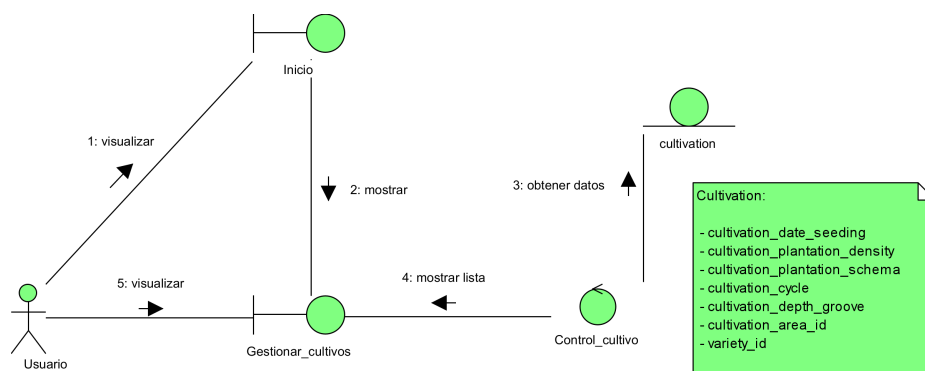 Inicio
cultivation
1: visualizar
2: mostrar
3: obtener datos
Cultivation:
- cultivation_date_seeding
- cultivation_plantation_density
- cultivation_plantation_schema
- cultivation_cycle
- cultivation_depth_groove
- cultivation_area_id
- variety_id
5: visualizar
4: mostrar lista
Usuario
Gestionar_cultivos
Control_cultivo